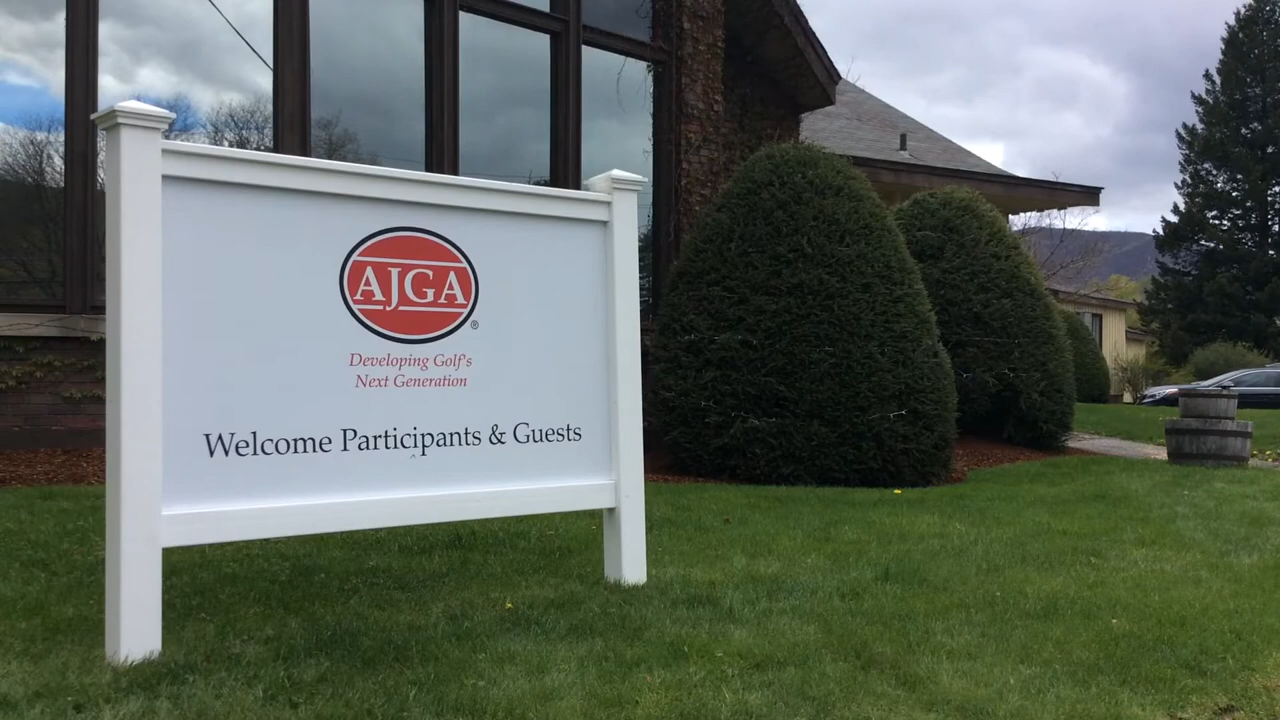 AJGA
®
Developing Golf's
Next Generation
Welcome Participants & Guests